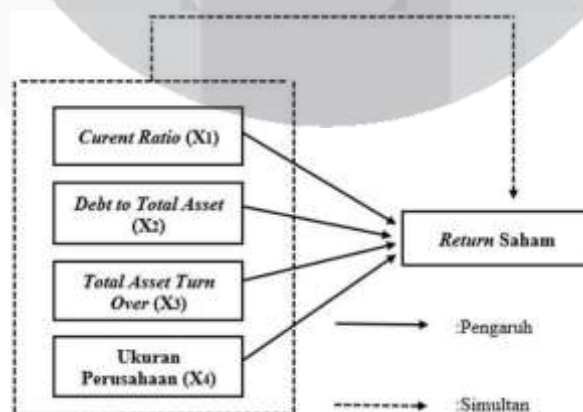 Curent Ratio (X1)
Debt to Total Asset
(X2)
Total Asset Turn
Over (X3)
Ukuran
Perusahaan (X4)
Return Saham
:Pengaruh
:Simultan